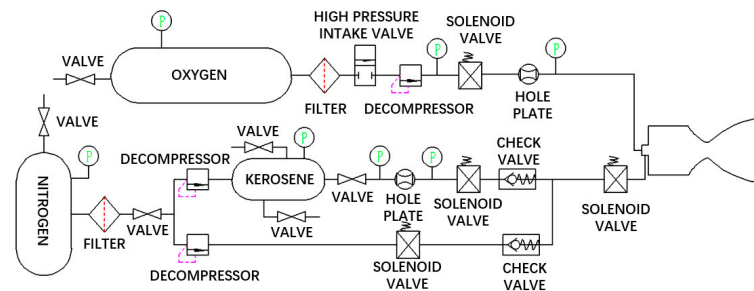 HIGH PRESSURE
INTAKE VALVE
SOLENOID
VALVE
P
P
P
VALVE
OXYGEN
FILTER
DECOMPRESSOR
HOLE
PLATE
VALVE
VALVE
P
P
DECOMPRESSOR
P
P
CHECK
VALVE
NITROGEN
KEROSENE
VALVE
HOLE
PLATE
SOLENOID
VALVE
SOLENOID
VALVE
FILTER
VALVE
VALVE
DECOMPRESSOR
SOLENOID
VALVE
CHECK
VALVE